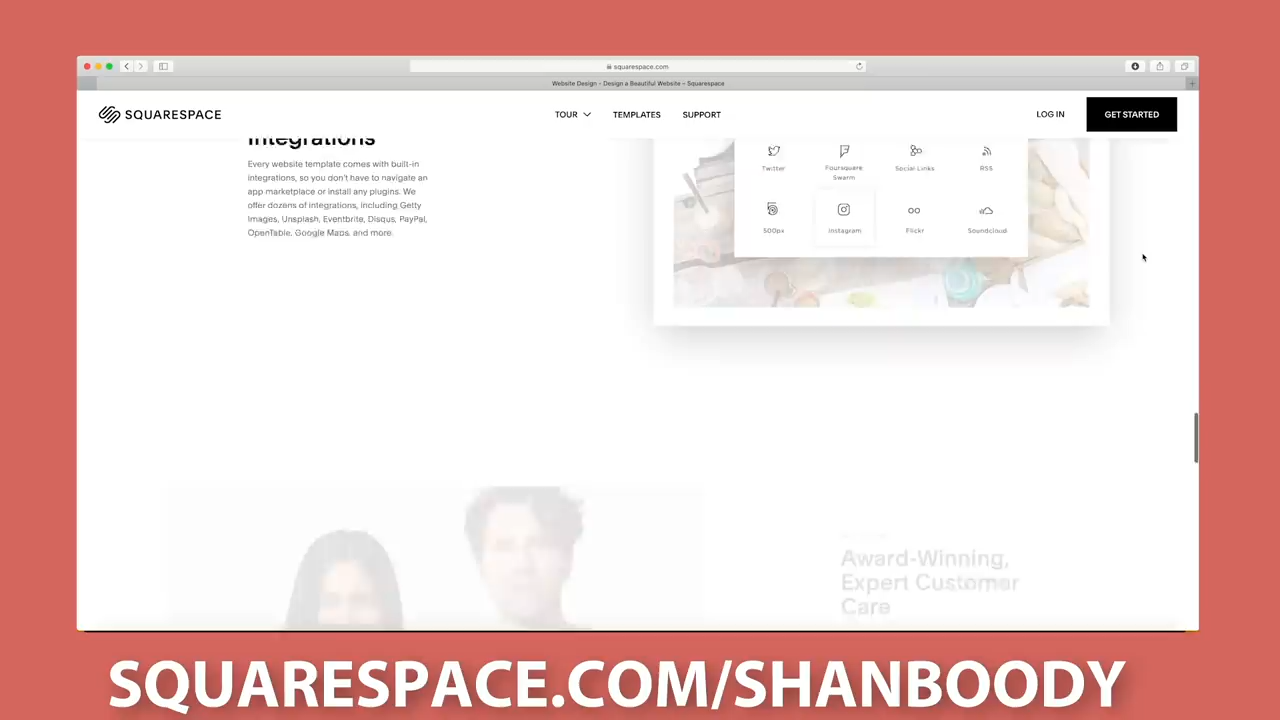 squarespace.com
Website Design – Design a Beautiful Website – Squarespace
SQUARESPACE
TOUR
TEMPLATES
SUPPORT
LOG IN
GET STARTED
Integrations
Every website template comes with built-in
integrations, so you don't have to navigate an
app marketplace or install any plugins. We
offer dozens of integrations, including Getty
Images, Unsplash, Eventbrite, Disqus, PayPal,
OpenTable, Google Maps, and more.
Twitter
Foursquare
Swarm
Social Links
RSS
500px
Instagram
Flickr
Soundcloud
Award-Winning,
Expert Customer
Care
SQUARESPACE.COM/SHANBOODY